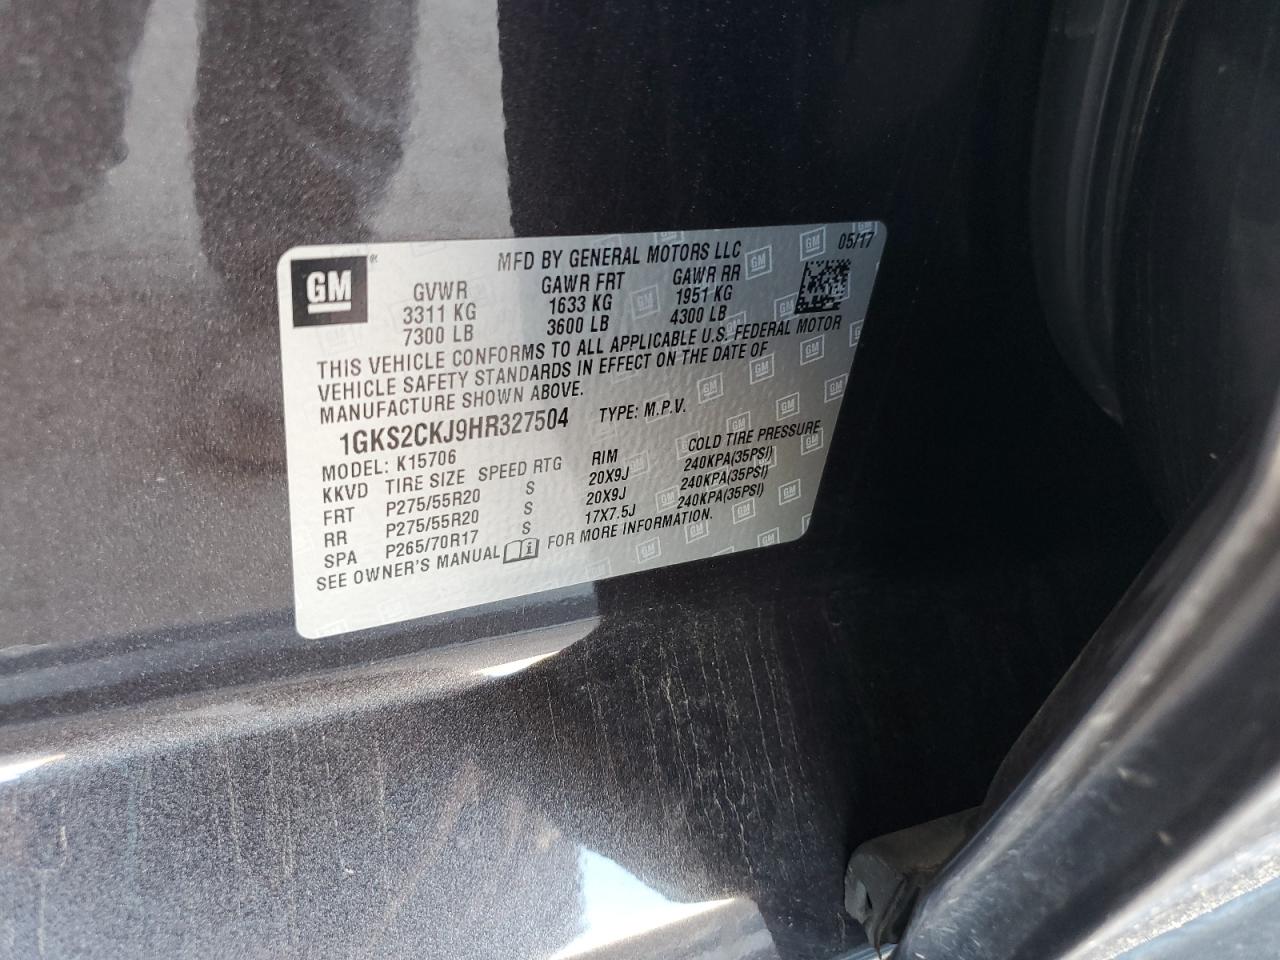 GM
MFD BY GENERAL MOTORS LLC 05/17
GVWR GAWR FRT GAWR RR
3311 KG 1633 KG 1951 KG
7300 LB 3600 LB 4300 LB
THIS VEHICLE CONFORMS TO ALL APPLICABLE U.S. FEDERAL MOTOR
VEHICLE SAFETY STANDARDS IN EFFECT ON THE DATE OF
MANUFACTURE SHOWN ABOVE.
1GKS2CKJ9HR327504 TYPE: M.P.V.
MODEL: K15706
KKVD TIRE SIZE SPEED RTG RIM COLD TIRE PRESSURE
FRT P275/55R20 S 20X9J 240KPA(35PSI)
RR P275/55R20 S 20X9J 240KPA(35PSI)
SPA P265/70R17 S 17X7.5J 240KPA(35PSI)
SEE OWNER'S MANUAL i FOR MORE INFORMATION.